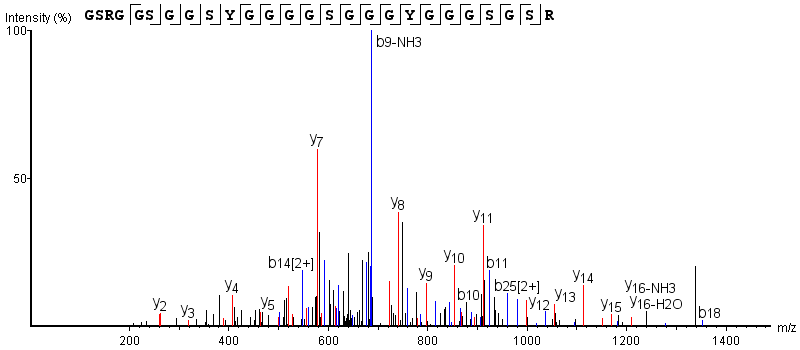 Intensity (%)
G S R G G S G G S Y G G G G S G G G Y G G G S G S R
100
b9-NH3
y7
50
y8
y11
b14[2+]
y10
b11
y9
y14
y4
b10
b25[2+]
y16-NH3
y2
y3
y5
y12
y13
y15
y16-H2O
b18
200
400
600
800
1000
1200
1400
m/z